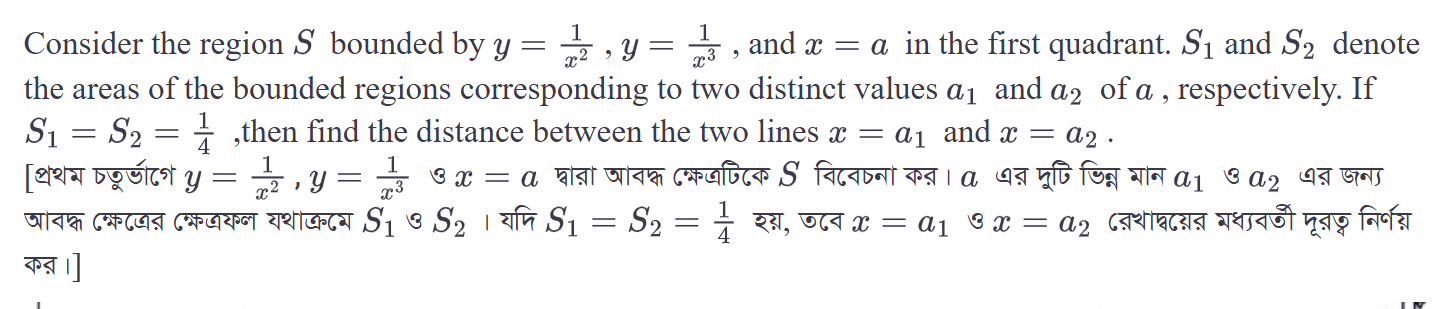 Consider the region S bounded by y = 1/x² , y = 1/x³ , and x = a in the first quadrant. S₁ and S₂ denote
the areas of the bounded regions corresponding to two distinct values a₁ and a₂ of a , respectively. If
S₁ = S₂ = 1/4 ,then find the distance between the two lines x = a₁ and x = a₂ .
[প্রথম চতুর্ভাগে y = 1/x² , y = 1/x³ ও x = a দ্বারা আবদ্ধ ক্ষেত্রটিকে S বিবেচনা কর। a এর দুটি ভিন্ন মান a₁ ও a₂ এর জন্য
আবদ্ধ ক্ষেত্রের ক্ষেত্রফল যথাক্রমে S₁ ও S₂ । যদি S₁ = S₂ = 1/4 হয়, তবে x = a₁ ও x = a₂ রেখাদ্বয়ের মধ্যবর্তী দূরত্ব নির্ণয়
কর।]